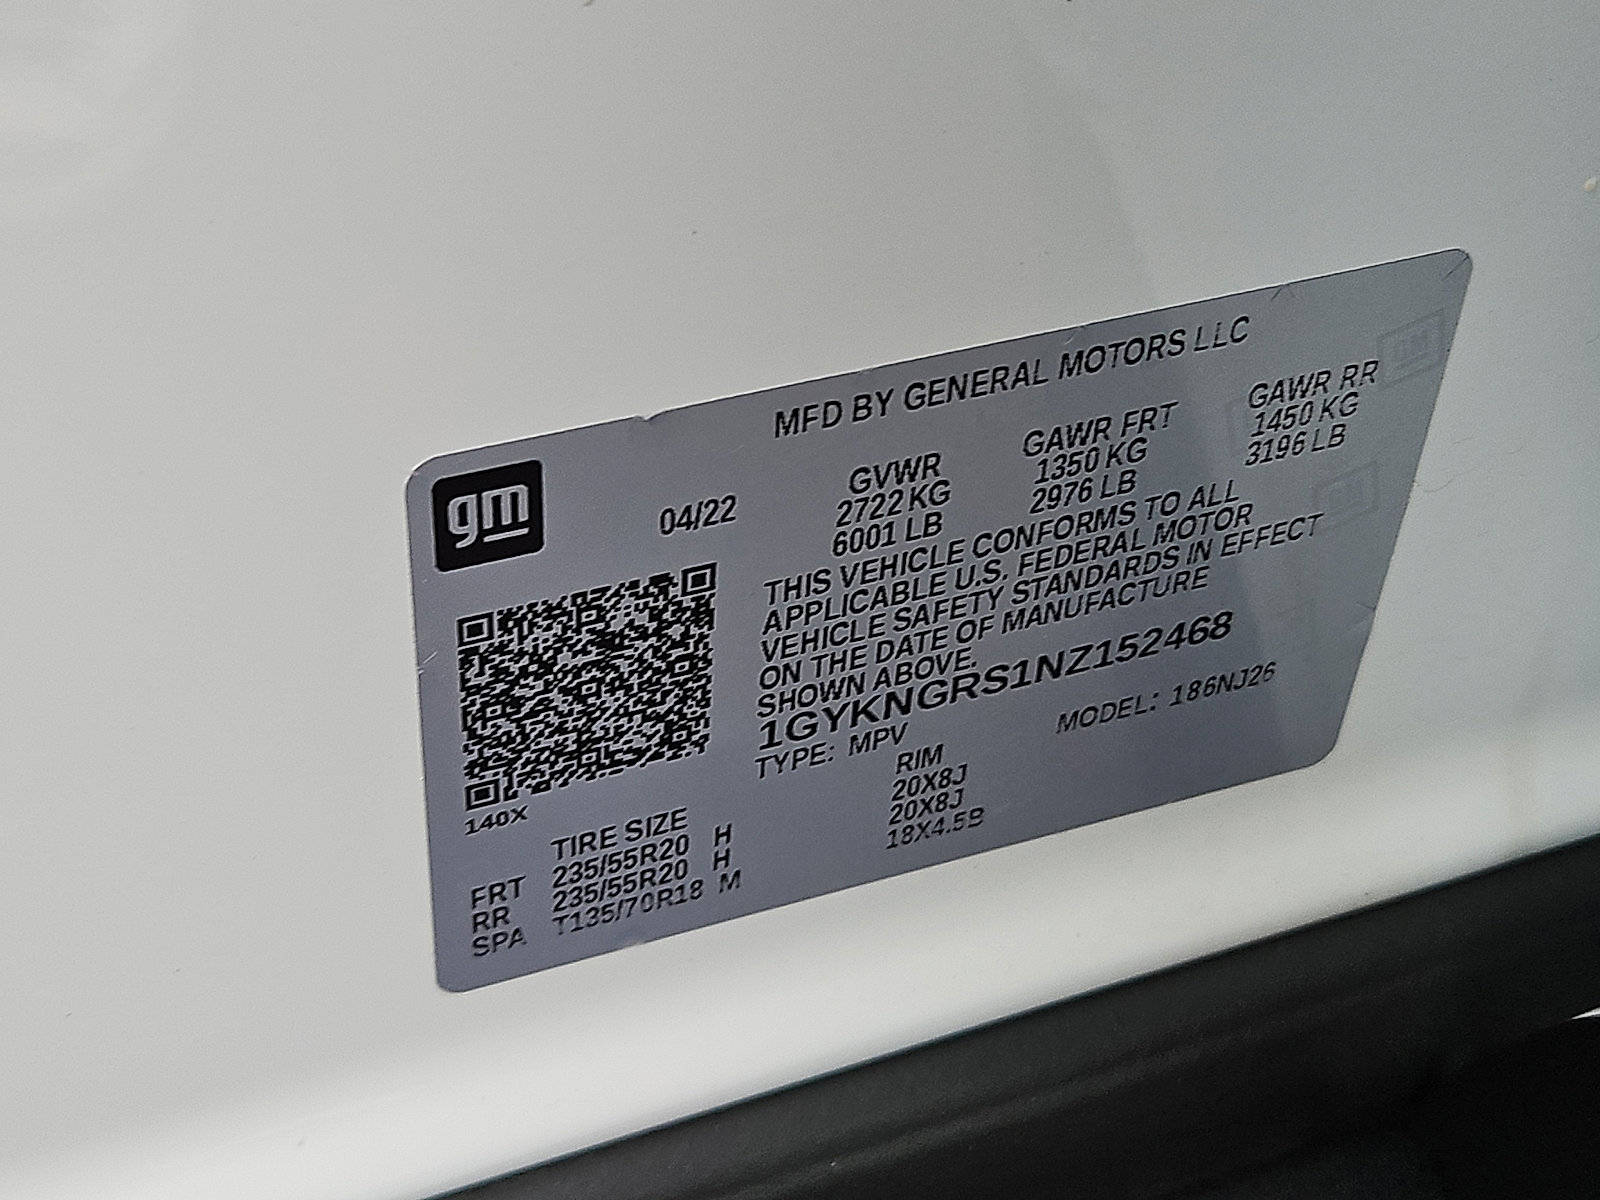 MFD BY GENERAL MOTORS LLC
gm
04/22
GVWR GAWR FRT GAWR RR
2722 KG 1350 KG 1450 KG
6001 LB 2976 LB 3196 LB
THIS VEHICLE CONFORMS TO ALL
APPLICABLE U.S. FEDERAL MOTOR
VEHICLE SAFETY STANDARDS IN EFFECT
ON THE DATE OF MANUFACTURE
SHOWN ABOVE.
1GYKNGRS1NZ152468
TYPE: MPV MODEL: 186NJ26
140X
TIRE SIZE RIM
FRT 235/55R20 H 20X8J
RR 235/55R20 H 20X8J
SPA T135/70R18 M 18X4.5B